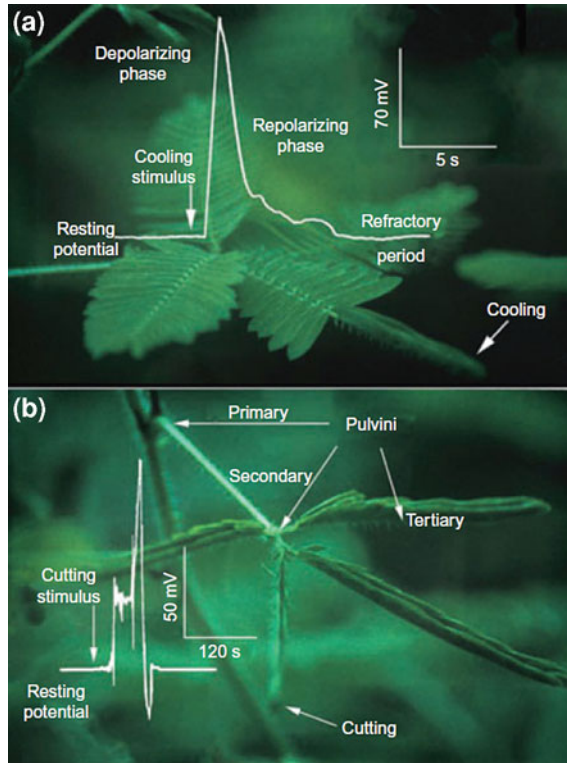 (a)
Depolarizing
phase
Repolarizing
phase
70 mV
5 s
Cooling
stimulus
Resting
potential
Refractory
period
Cooling
(b)
Primary
Pulvini
Secondary
Tertiary
Cutting
stimulus
50 mV
120 s
Resting
potential
Cutting